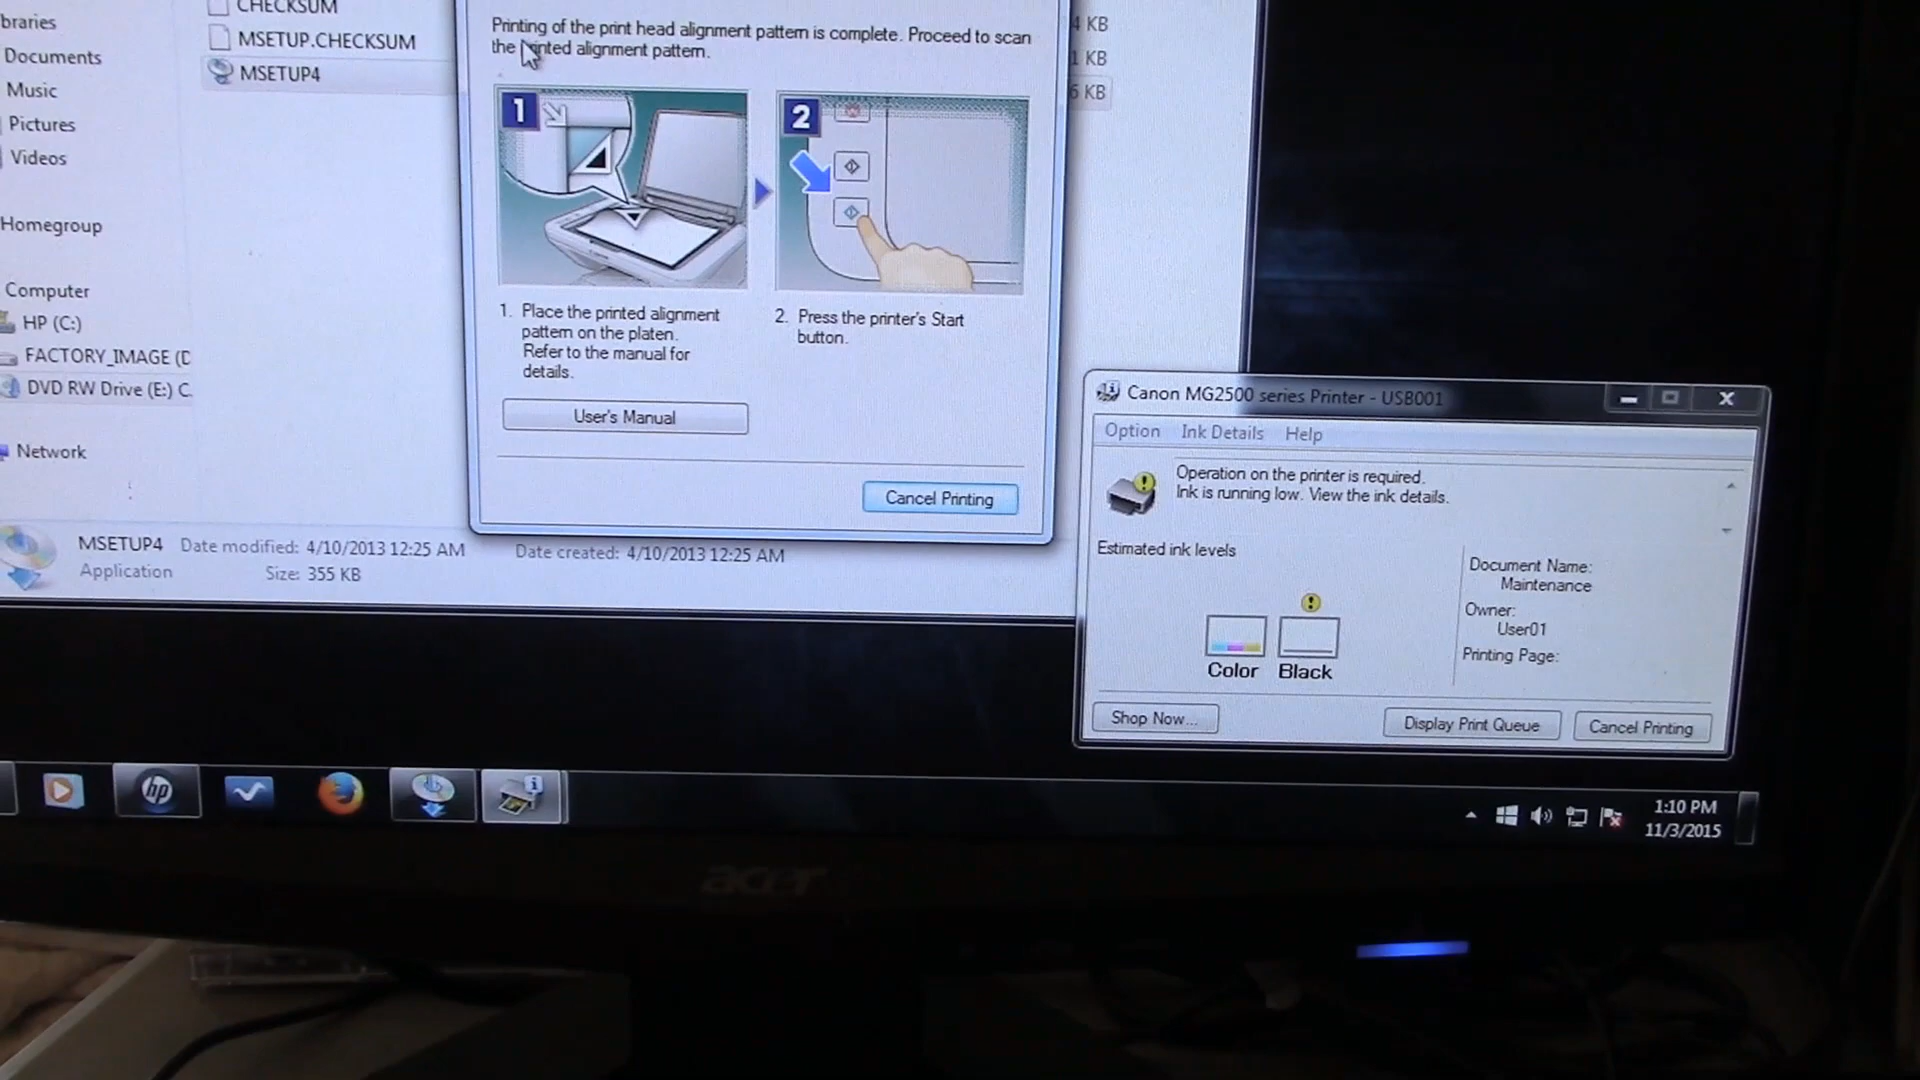 CHECKSUM
MSETUP.CHECKSUM
MSETUP4
braries
Documents
Music
Pictures
Videos
Homegroup
Computer
HP (C:)
FACTORY_IMAGE (D
DVD RW Drive (E:) C
Network
KB
1 KB
KB
Printing of the print head alignment pattern is complete. Proceed to scan
the printed alignment pattern.
1
2
1. Place the printed alignment
pattern on the platen.
Refer to the manual for
details.
2. Press the printer's Start
button.
User's Manual
Cancel Printing
MSETUP4 Date modified: 4/10/2013 12:25 AM Date created: 4/10/2013 12:25 AM
Application Size: 355 KB
Canon MG2500 series Printer - USB001
Option Ink Details Help
Operation on the printer is required.
Ink is running low. View the ink details.
Estimated ink levels
Color Black
Document Name:
Maintenance
Owner:
User01
Printing Page:
Shop Now...
Display Print Queue
Cancel Printing
hp
1:10 PM
11/3/2015
acer